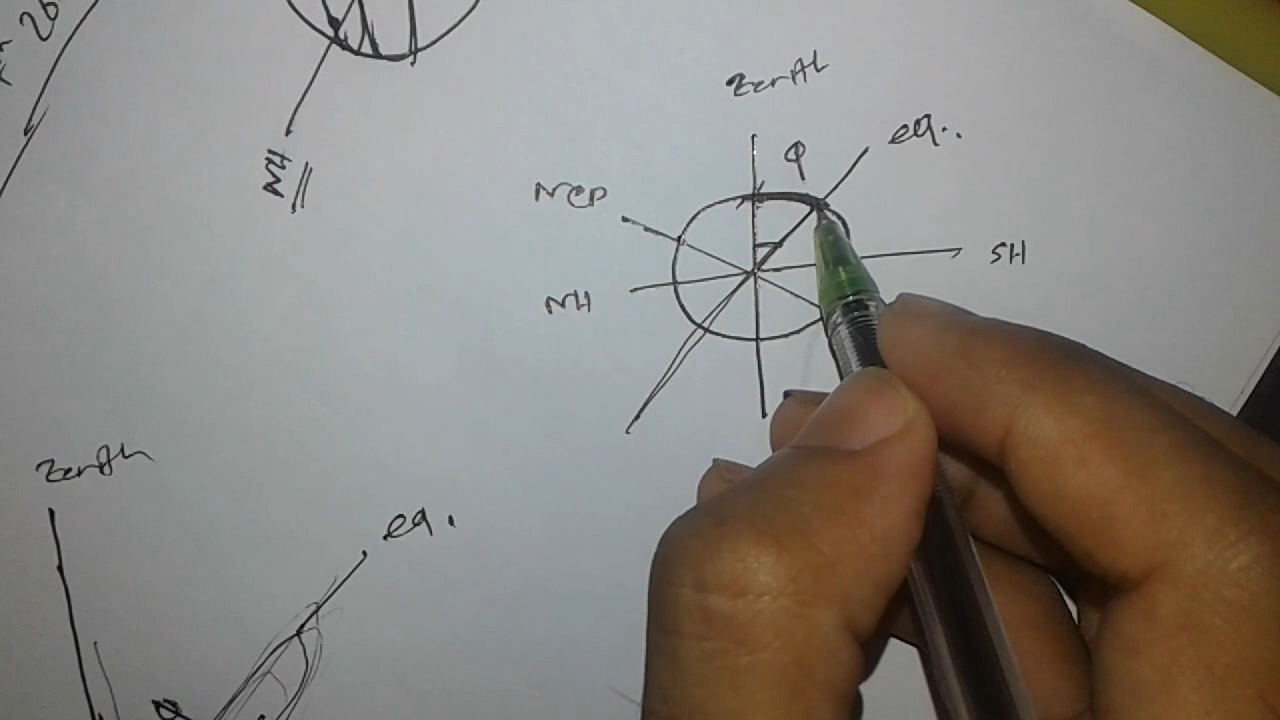 NH
Zenith
φ
eq..
NCP
SH
NH
Zenith
eq.
φ